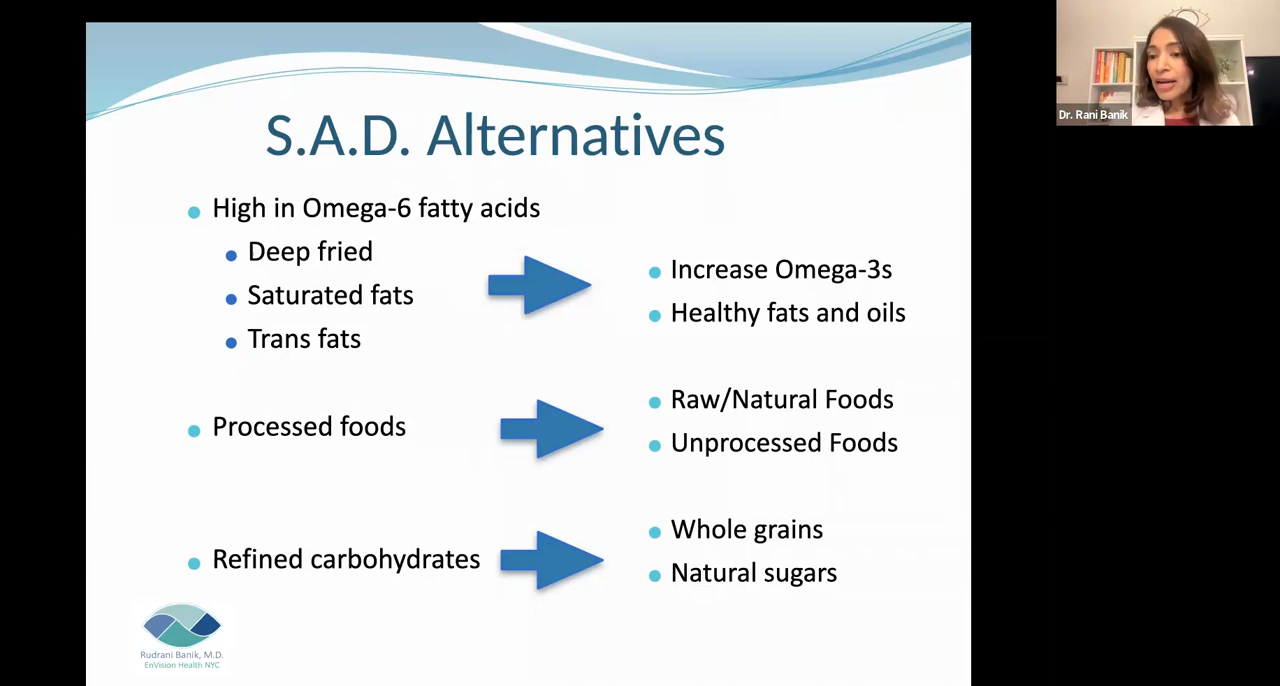 S.A.D. Alternatives
High in Omega-6 fatty acids
Deep fried
Saturated fats
Trans fats
Increase Omega-3s
Healthy fats and oils
Processed foods
Raw/Natural Foods
Unprocessed Foods
Refined carbohydrates
Whole grains
Natural sugars
Rudrani Banik, M.D.
EnVision Health NYC
Dr. Rani Banik